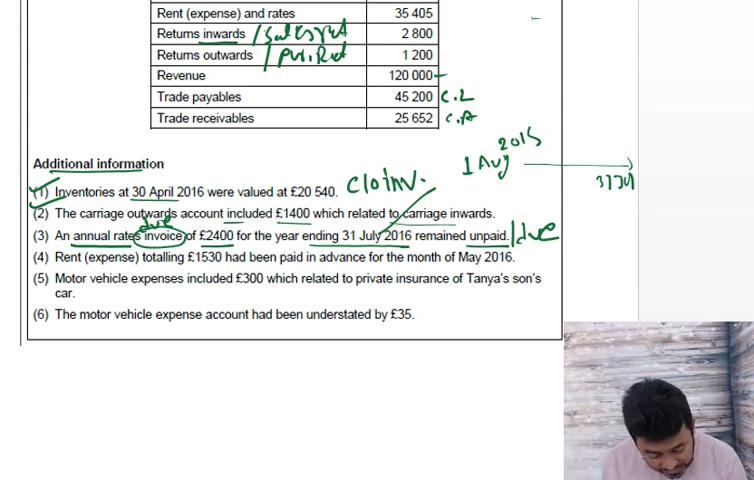 Rent (expense) and rates 35 405
Returns inwards 2 800 / Sales ret
Returns outwards 1 200 / pur. Ret
Revenue 120 000
Trade payables 45 200 C.L
Trade receivables 25 652 C.A
Additional information
2015
1 Aug
(1) Inventories at 30 April 2016 were valued at £20 540. clo inv.
(2) The carriage outwards account included £1400 which related to carriage inwards.
due
(3) An annual rates invoice of £2400 for the year ending 31 July 2016 remained unpaid. /due
(4) Rent (expense) totalling £1530 had been paid in advance for the month of May 2016.
(5) Motor vehicle expenses included £300 which related to private insurance of Tanya's son's
car.
(6) The motor vehicle expense account had been understated by £35.